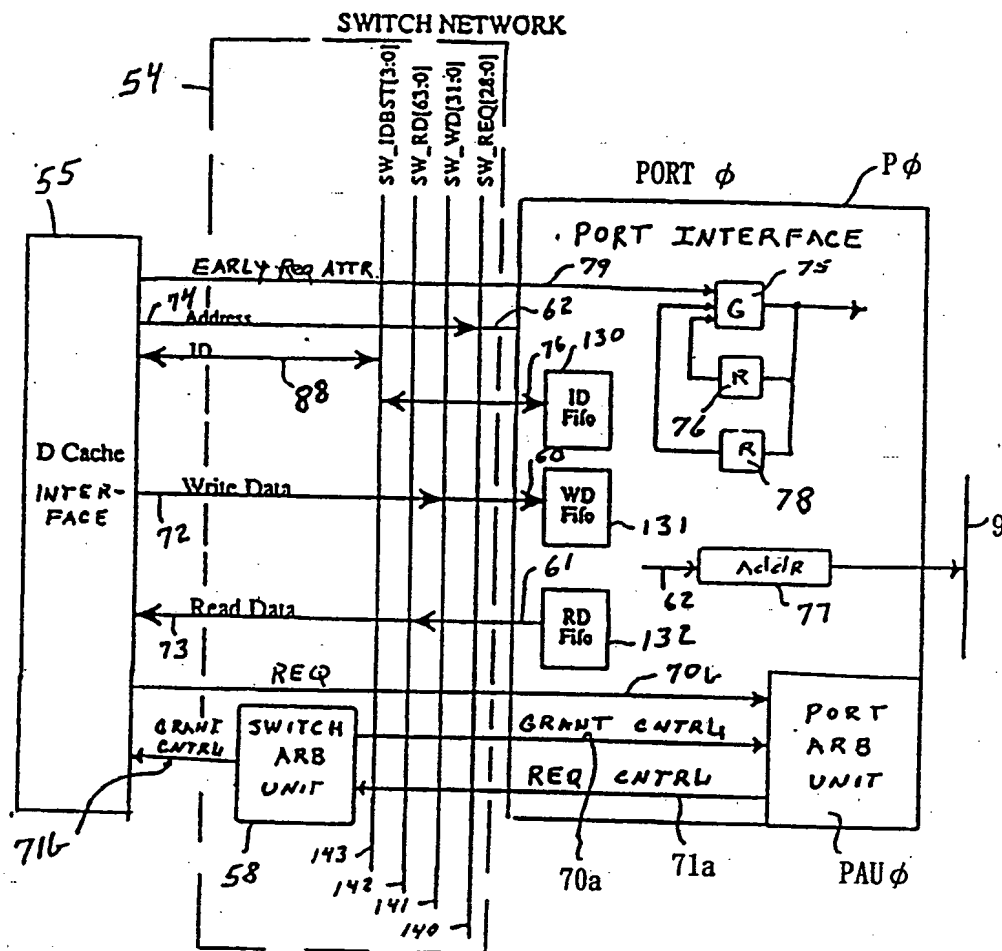 SWITCH NETWORK
54
SW_IDBST[3:0]
SW_RD[63:0]
SW_WD[31:0]
SW_REQ[28:0]
55
PORT φ
Pφ
PORT INTERFACE
EARLY Req ATTR
79
75
G
74
Address
62
ID
88
76
130
ID
Fifo
R
76
R
78
D Cache
INTER-
FACE
Write Data
72
60
WD
Fifo
131
9
62
AddR
77
Read Data
73
61
RD
Fifo
132
REQ
70b
GRANT
CNTRL
SWITCH
ARB
UNIT
GRANT CNTRL
REQ CNTRL
PORT
ARB
UNIT
71b
58
143
142
141
140
70a
71a
PAUφ